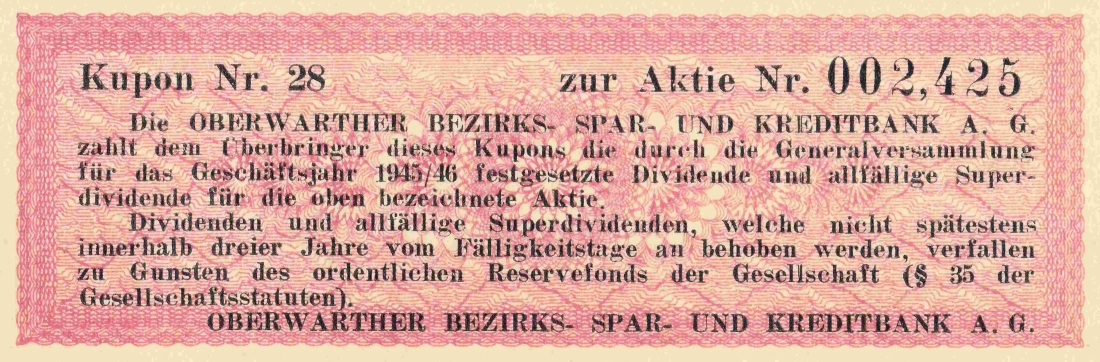 Kupon Nr. 28 zur Aktie Nr. 002,425
Die OBERWARTHER BEZIRKS- SPAR- UND KREDITBANK A. G.
zahlt dem Überbringer dieses Kupons die durch die Generalversammlung
für das Geschäftsjahr 1945/46 festgesetzte Dividende und allfällige Super-
dividende für die oben bezeichnete Aktie.
Dividenden und allfällige Superdividenden, welche nicht spätestens
innerhalb dreier Jahre vom Fälligkeitstage an behoben werden, verfallen
zu Gunsten des ordentlichen Reservefonds der Gesellschaft (§ 35 der
Gesellschaftsstatuten).
OBERWARTHER BEZIRKS- SPAR- UND KREDITBANK A. G.